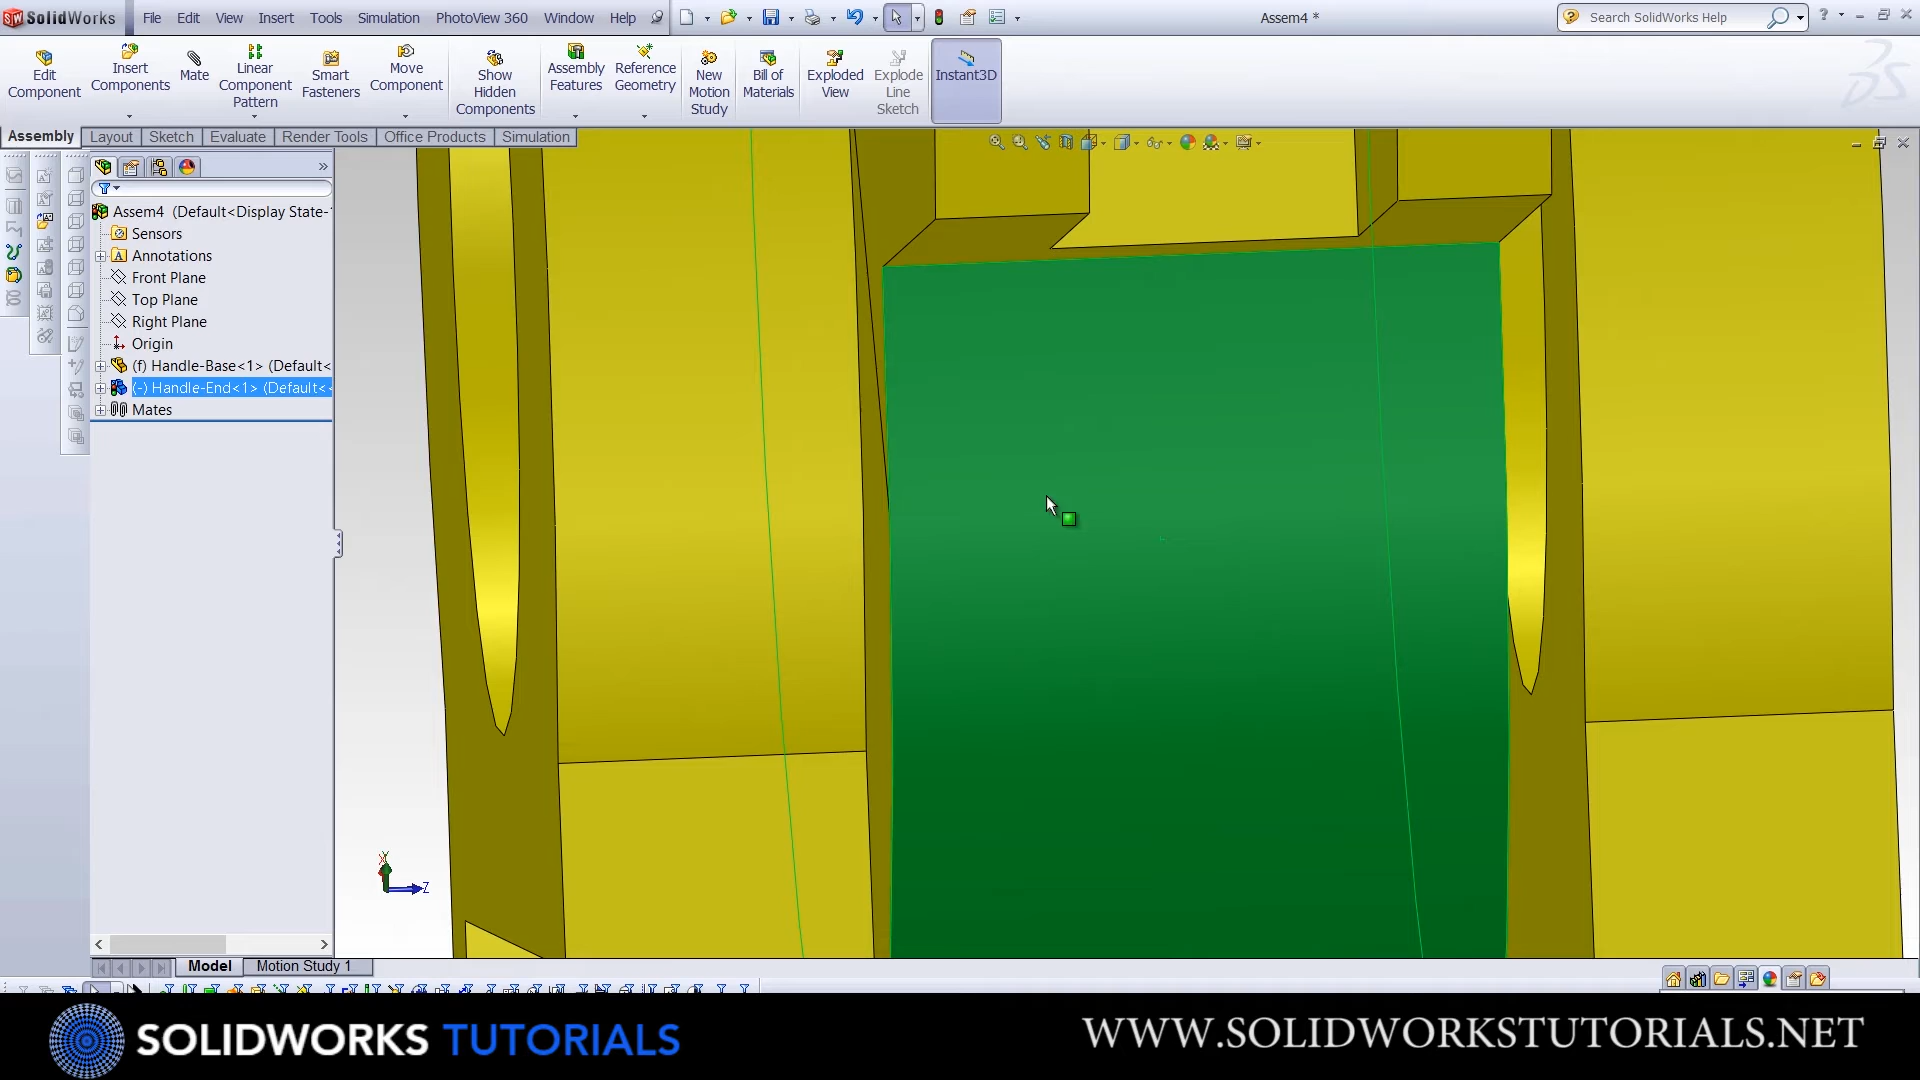 SolidWorks File Edit View Insert Tools Simulation PhotoView 360 Window Help Assem4 * Search SolidWorks Help
Edit Component
Insert Components
Mate
Linear Component Pattern
Smart Fasteners
Move Component
Show Hidden Components
Assembly Features
Reference Geometry
New Motion Study
Bill of Materials
Exploded View
Explode Line Sketch
Instant3D
Assembly Layout Sketch Evaluate Render Tools Office Products Simulation
Assem4 (Default<Display State-
Sensors
Annotations
Front Plane
Top Plane
Right Plane
Origin
(f) Handle-Base<1> (Default<
(-) Handle-End<1> (Default<
Mates
Z
Model Motion Study 1
SOLIDWORKS TUTORIALS
WWW.SOLIDWORKSTUTORIALS.NET